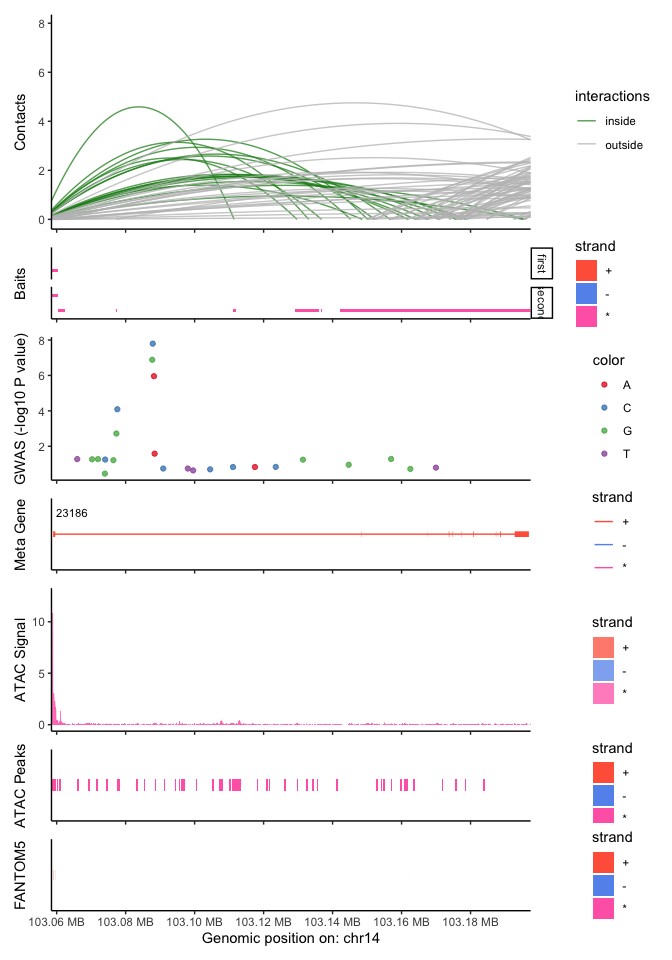 8
6
4
2
0
Contacts
interactions
inside
outside
Baits
first
strand
+
-
*
8
6
4
2
GWAS (-log10 P value)
color
A
C
G
T
Meta Gene
23186
strand
+
-
*
ATAC Signal
10
5
0
strand
+
-
*
ATAC Peaks
strand
+
-
*
FANTOM5
strand
+
-
*
103.06 MB 103.08 MB 103.10 MB 103.12 MB 103.14 MB 103.16 MB 103.18 MB
Genomic position on: chr14